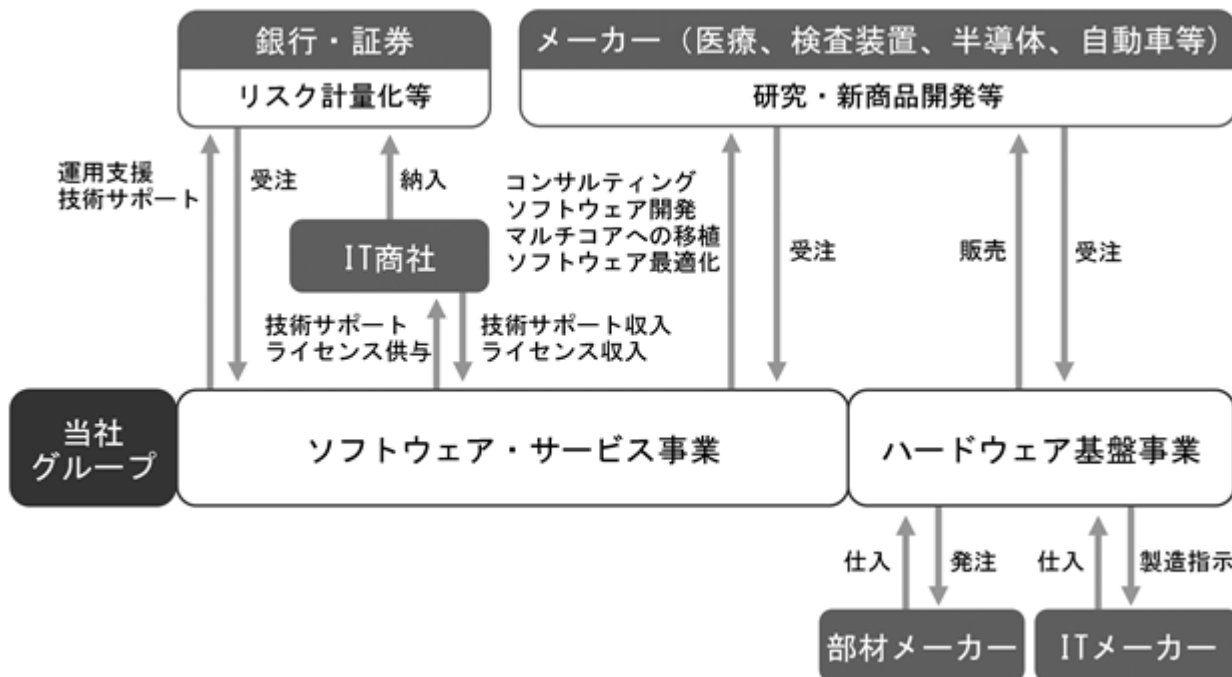 銀行・証券
リスク計量化等
メーカー（医療、検査装置、半導体、自動車等）
研究・新商品開発等
運用支援
技術サポート
受注
納入
IT商社
技術サポート
ライセンス供与
技術サポート収入
ライセンス収入
コンサルティング
ソフトウェア開発
マルチコアへの移植
ソフトウェア最適化
受注
販売
受注
当社
グループ
ソフトウェア・サービス事業
ハードウェア基盤事業
仕入
発注
仕入
製造指示
部材メーカー
ITメーカー